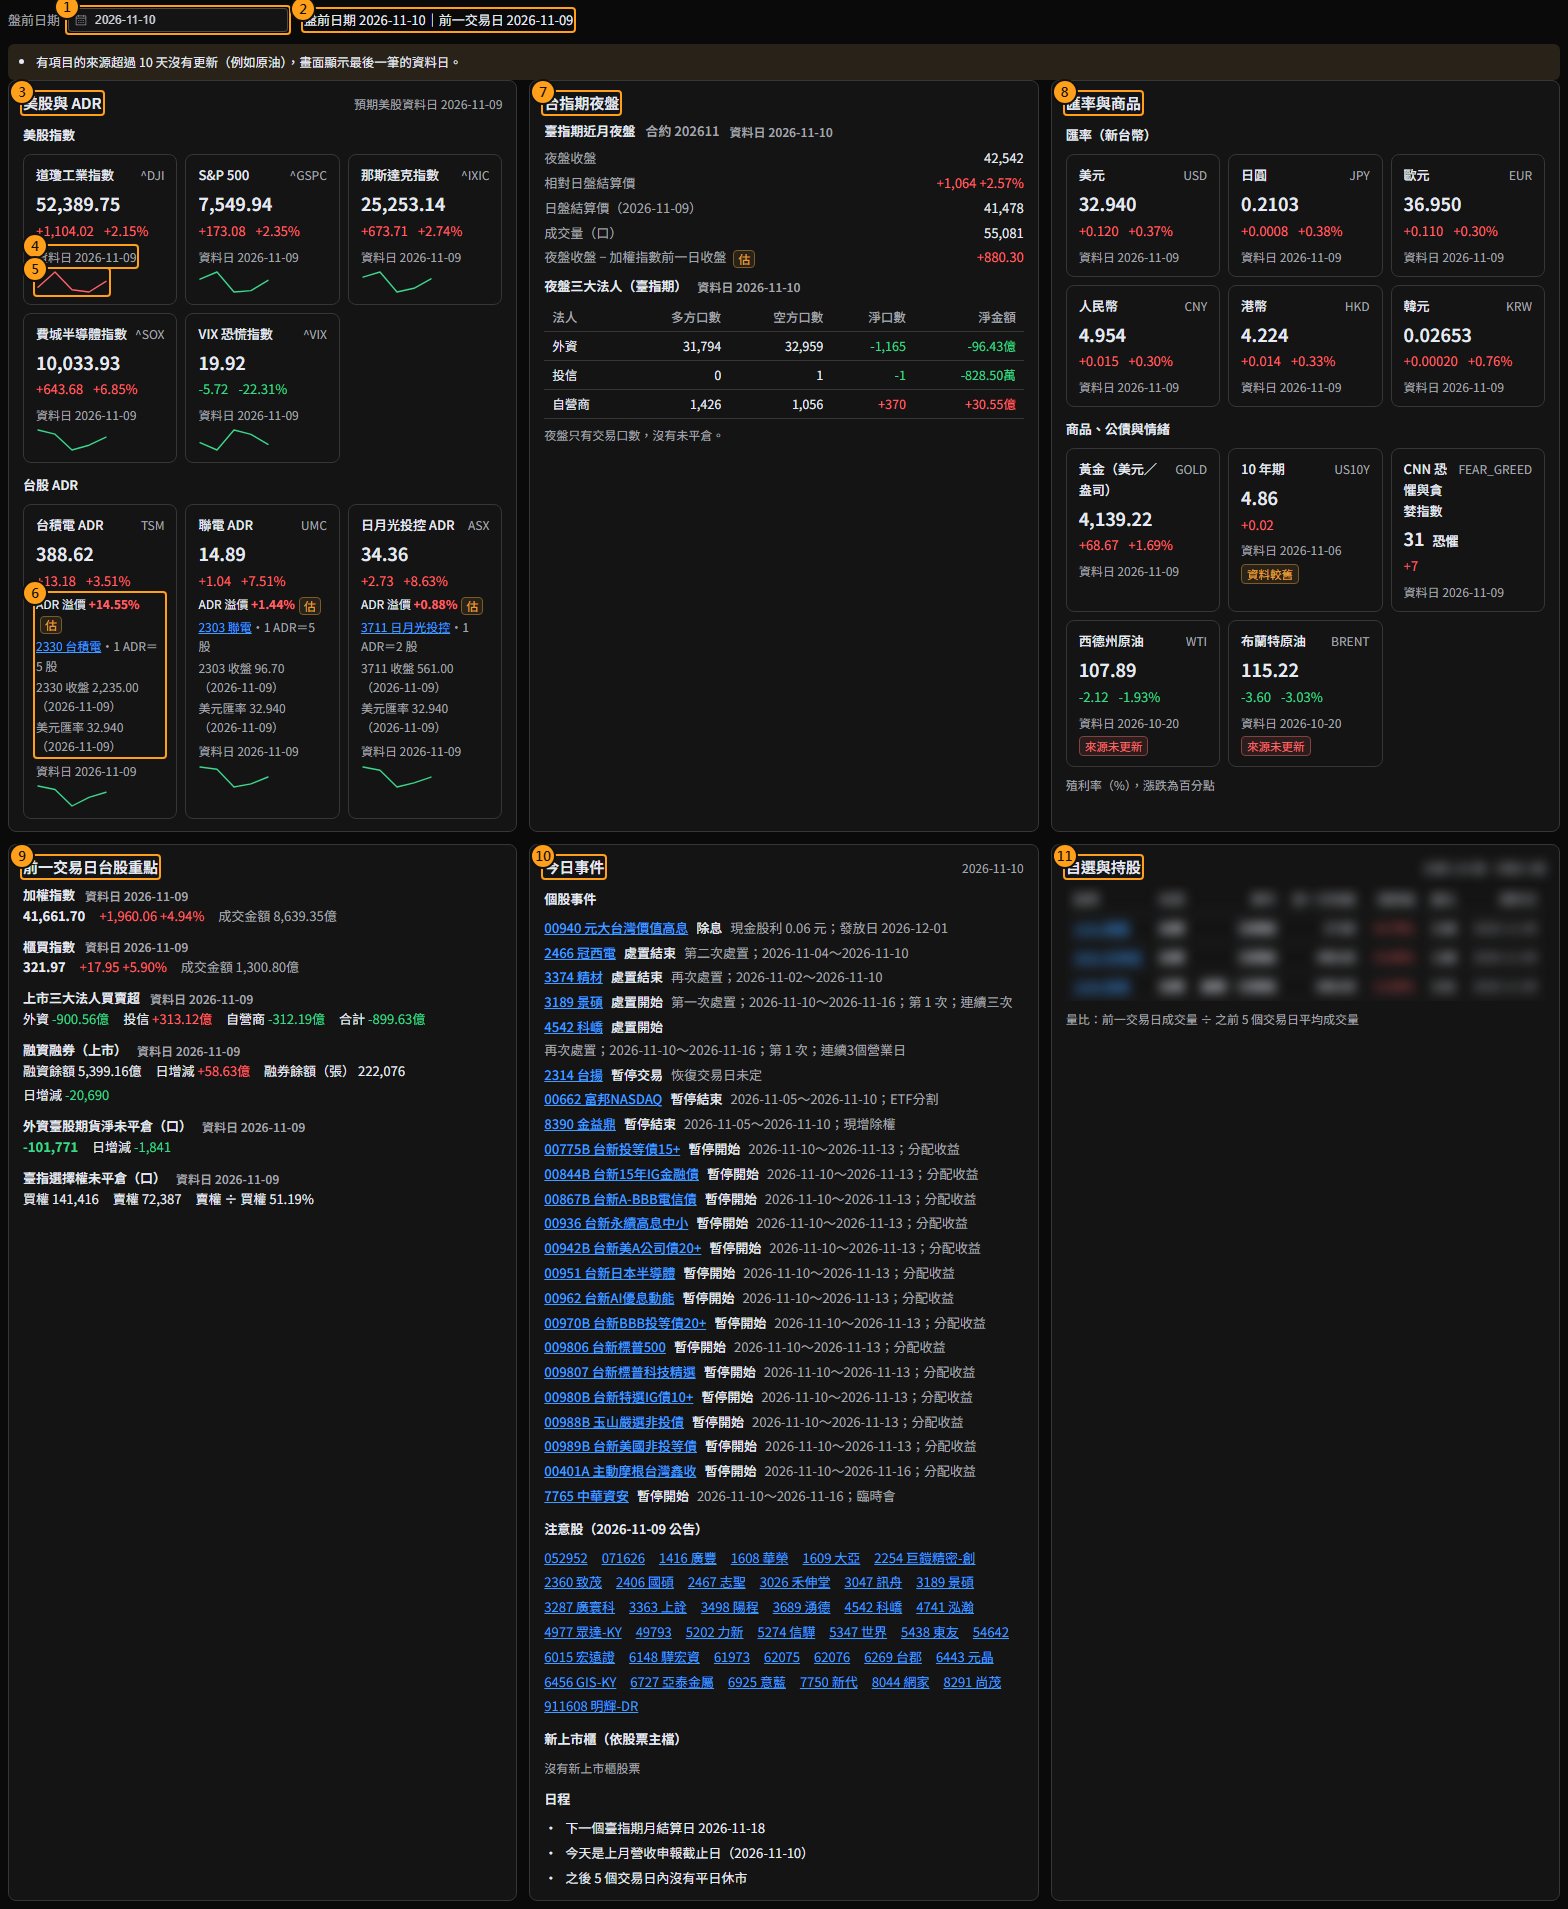 盤前日期
1
2026-11-10
2
盤前日期 2026-11-10｜前一交易日 2026-11-09
有項目的來源超過 10 天沒有更新（例如原油），畫面顯示最後一筆的資料日。
3
美股與 ADR
預期美股資料日 2026-11-09
美股指數
道瓊工業指數 ^DJI
52,389.75
+1,104.02 +2.15%
4
資料日 2026-11-09
5
S&P 500 ^GSPC
7,549.94
+173.08 +2.35%
資料日 2026-11-09
那斯達克指數 ^IXIC
25,253.14
+673.71 +2.74%
資料日 2026-11-09
費城半導體指數 ^SOX
10,033.93
+643.68 +6.85%
資料日 2026-11-09
VIX 恐慌指數 ^VIX
19.92
-5.72 -22.31%
資料日 2026-11-09
台股 ADR
台積電 ADR TSM
388.62
+13.18 +3.51%
6
ADR 溢價 +14.55%
估
2330 台積電・1 ADR＝
5 股
2330 收盤 2,235.00
（2026-11-09）
美元匯率 32.940
（2026-11-09）
資料日 2026-11-09
聯電 ADR UMC
14.89
+1.04 +7.51%
ADR 溢價 +1.44% 估
2303 聯電・1 ADR＝5
股
2303 收盤 96.70
（2026-11-09）
美元匯率 32.940
（2026-11-09）
資料日 2026-11-09
日月光投控 ADR ASX
34.36
+2.73 +8.63%
ADR 溢價 +0.88% 估
3711 日月光投控・1
ADR＝2 股
3711 收盤 561.00
（2026-11-09）
美元匯率 32.940
（2026-11-09）
資料日 2026-11-09
7
台指期夜盤
臺指期近月夜盤 合約 202611 資料日 2026-11-10
夜盤收盤 42,542
相對日盤結算價 +1,064 +2.57%
日盤結算價（2026-11-09） 41,478
成交量（口） 55,081
夜盤收盤－加權指數前一日收盤 估 +880.30
夜盤三大法人（臺指期） 資料日 2026-11-10
法人 多方口數 空方口數 淨口數 淨金額
外資 31,794 32,959 -1,165 -96.43億
投信 0 1 -1 -828.50萬
自營商 1,426 1,056 +370 +30.55億
夜盤只有交易口數，沒有未平倉。
8
匯率與商品
匯率（新台幣）
美元 USD
32.940
+0.120 +0.37%
資料日 2026-11-09
日圓 JPY
0.2103
+0.0008 +0.38%
資料日 2026-11-09
歐元 EUR
36.950
+0.110 +0.30%
資料日 2026-11-09
人民幣 CNY
4.954
+0.015 +0.30%
資料日 2026-11-09
港幣 HKD
4.224
+0.014 +0.33%
資料日 2026-11-09
韓元 KRW
0.02653
+0.00020 +0.76%
資料日 2026-11-09
商品、公債與情緒
黃金（美元／ GOLD
盎司）
4,139.22
+68.67 +1.69%
資料日 2026-11-09
10 年期 US10Y
4.86
+0.02
資料日 2026-11-06
資料較舊
CNN 恐 FEAR_GREED
懼與貪
婪指數
31 恐懼
+7
資料日 2026-11-09
西德州原油 WTI
107.89
-2.12 -1.93%
資料日 2026-10-20
來源未更新
布蘭特原油 BRENT
115.22
-3.60 -3.03%
資料日 2026-10-20
來源未更新
殖利率（%），漲跌為百分點
9
前一交易日台股重點
加權指數 資料日 2026-11-09
41,661.70 +1,960.06 +4.94% 成交金額 8,639.35億
櫃買指數 資料日 2026-11-09
321.97 +17.95 +5.90% 成交金額 1,300.80億
上市三大法人買賣超 資料日 2026-11-09
外資 -900.56億 投信 +313.12億 自營商 -312.19億 合計 -899.63億
融資融券（上市） 資料日 2026-11-09
融資餘額 5,399.16億 日增減 +58.63億 融券餘額（張） 222,076
日增減 -20,690
外資臺股期貨淨未平倉（口） 資料日 2026-11-09
-101,771 日增減 -1,841
臺指選擇權未平倉（口） 資料日 2026-11-09
買權 141,416 賣權 72,387 賣權 ÷ 買權 51.19%
10
今日事件
2026-11-10
個股事件
00940 元大台灣價值高息 除息 現金股利 0.06 元；發放日 2026-12-01
2466 冠西電 處置結束 第二次處置；2026-11-04～2026-11-10
3374 精材 處置結束 再次處置；2026-11-02～2026-11-10
3189 景碩 處置開始 第一次處置；2026-11-10～2026-11-16；第 1 次；連續三次
4542 科嶠 處置開始
再次處置；2026-11-10～2026-11-16；第 1 次；連續3個營業日
2314 台揚 暫停交易 恢復交易日未定
00662 富邦NASDAQ 暫停結束 2026-11-05～2026-11-10；ETF分割
8390 金益鼎 暫停結束 2026-11-05～2026-11-10；現增除權
00775B 台新投等債15+ 暫停開始 2026-11-10～2026-11-13；分配收益
00844B 台新15年IG金融債 暫停開始 2026-11-10～2026-11-13；分配收益
00867B 台新A-BBB電信債 暫停開始 2026-11-10～2026-11-13；分配收益
00936 台新永續高息中小 暫停開始 2026-11-10～2026-11-13；分配收益
00942B 台新美A公司債20+ 暫停開始 2026-11-10～2026-11-13；分配收益
00951 台新日本半導體 暫停開始 2026-11-10～2026-11-13；分配收益
00962 台新AI優息動能 暫停開始 2026-11-10～2026-11-13；分配收益
00970B 台新BBB投等債20+ 暫停開始 2026-11-10～2026-11-13；分配收益
009806 台新標普500 暫停開始 2026-11-10～2026-11-13；分配收益
009807 台新標普科技精選 暫停開始 2026-11-10～2026-11-13；分配收益
00980B 台新特選IG債10+ 暫停開始 2026-11-10～2026-11-13；分配收益
00988B 玉山嚴選非投債 暫停開始 2026-11-10～2026-11-13；分配收益
00989B 台新美國非投等債 暫停開始 2026-11-10～2026-11-13；分配收益
00401A 主動摩根台灣鑫收 暫停開始 2026-11-10～2026-11-16；分配收益
7765 中華資安 暫停開始 2026-11-10～2026-11-16；臨時會
注意股（2026-11-09 公告）
052952 071626 1416 廣豐 1608 華榮 1609 大亞 2254 巨鎧精密-創
2360 致茂 2406 國碩 2467 志聖 3026 禾伸堂 3047 訊舟 3189 景碩
3287 廣寰科 3363 上詮 3498 陽程 3689 湧德 4542 科嶠 4741 泓瀚
4977 眾達-KY 49793 5202 力新 5274 信驊 5347 世界 5438 東友 54642
6015 宏遠證 6148 驊宏資 61973 62075 62076 6269 台郡 6443 元晶
6456 GIS-KY 6727 亞泰金屬 6925 意藍 7750 新代 8044 網家 8291 尚茂
911608 明輝-DR
新上市櫃（依股票主檔）
沒有新上市櫃股票
日程
・ 下一個臺指期月結算日 2026-11-18
・ 今天是上月營收申報截止日（2026-11-10）
・ 之後 5 個交易日內沒有平日休市
11
自選與持股
量比：前一交易日成交量 ÷ 之前 5 個交易日平均成交量